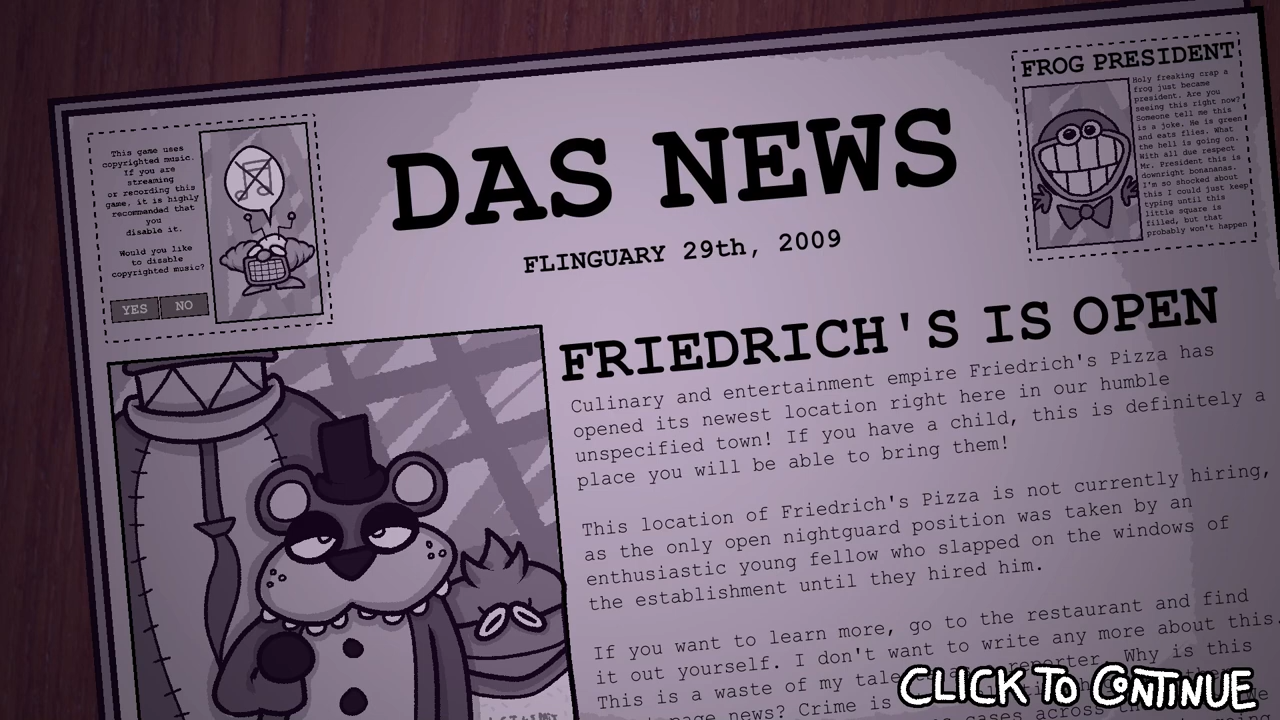 This game uses
copyrighted music.
If you are
streaming
or recording this
game, it is highly
recommended that
you
disable it.
Would you like
to disable
copyrighted music?
YES NO
DAS NEWS
FLINGUARY 29th, 2009
FROG PRESIDENT
Holy freaking crap a
frog just became
president. Are you
seeing this right now?
Someone tell me this
is a joke. He is green
and eats flies. What
the hell is going on.
With all due respect
Mr. President this is
downright bonananas.
I'm so shocked about
this I could just keep
typing until this
little square is
filled, but that
probably won't happen
FRIEDRICH'S IS OPEN
Culinary and entertainment empire Friedrich's Pizza has
opened its newest location right here in our humble
unspecified town! If you have a child, this is definitely a
place you will be able to bring them!
This location of Friedrich's Pizza is not currently hiring,
as the only open nightguard position was taken by an
enthusiastic young fellow who slapped on the windows of
the establishment until they hired him.
If you want to learn more, go to the restaurant and find
it out yourself. I don't want to write any more about this.
This is a waste of my reporter. Why is this
page news? Crime is
cases across
CLICK TO CONTINUE